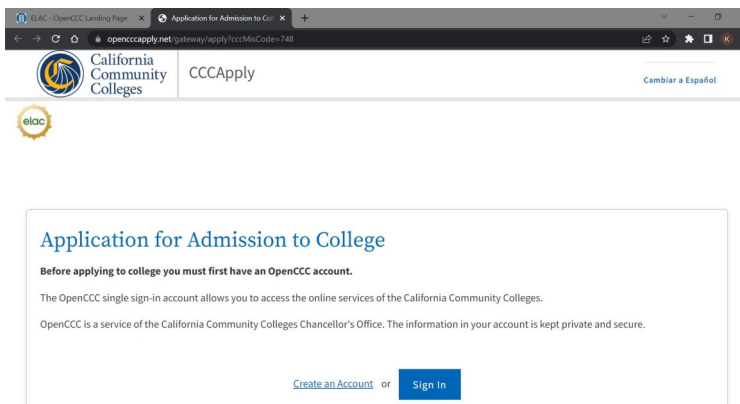 ELAC - OpenCCC Landing Page
Application for Admission to Coll
opencccapply.net/gateway/apply?cccMisCode=748
K
California
Community
Colleges
CCCApply
Cambiar a Español
elac
Application for Admission to College
Before applying to college you must first have an OpenCCC account.
The OpenCCC single sign-in account allows you to access the online services of the California Community Colleges.
OpenCCC is a service of the California Community Colleges Chancellor's Office. The information in your account is kept private and secure.
Create an Account or Sign In